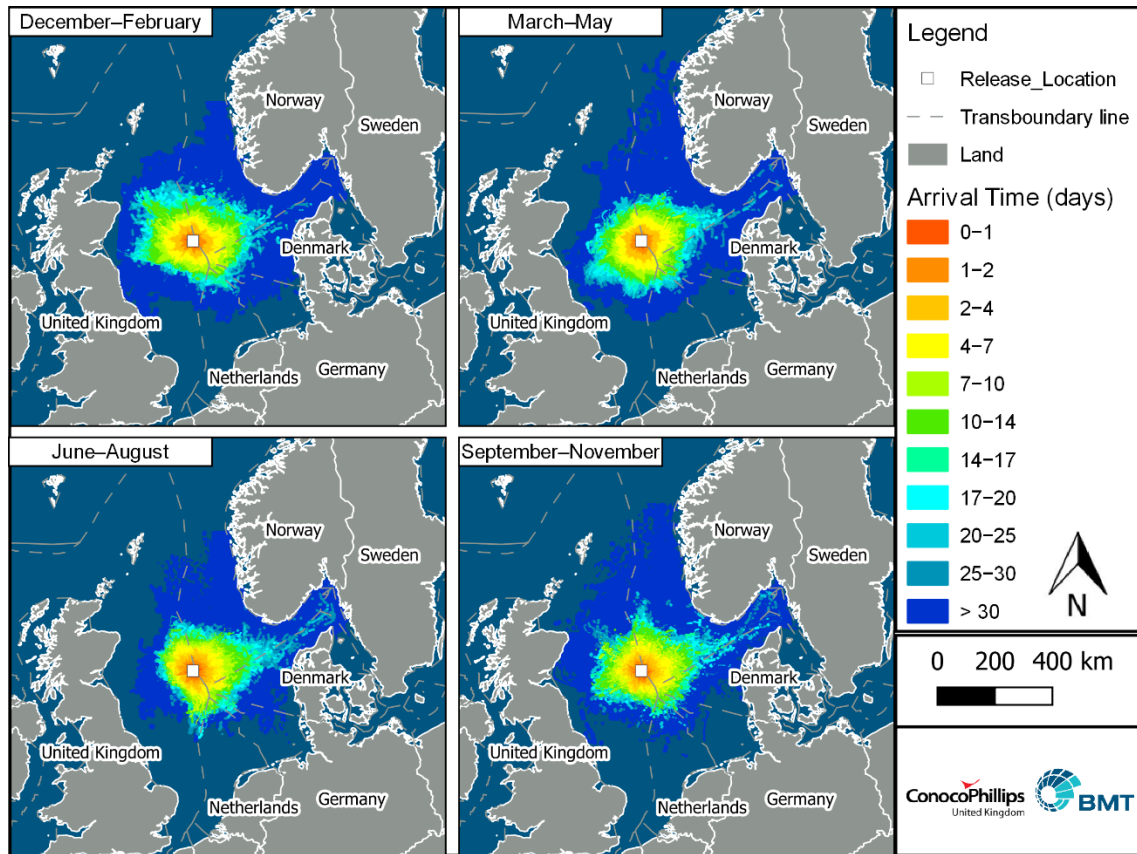 December–February
Norway
Sweden
Denmark
United Kingdom
Netherlands
Germany
March–May
Norway
Sweden
Denmark
United Kingdom
Netherlands
Germany
June–August
Norway
Sweden
Denmark
United Kingdom
Netherlands
Germany
September–November
Norway
Sweden
Denmark
United Kingdom
Netherlands
Germany
Legend
Release_Location
Transboundary line
Land
Arrival Time (days)
0–1
1–2
2–4
4–7
7–10
10–14
14–17
17–20
20–25
25–30
> 30
N
0 200 400 km
ConocoPhillips
United Kingdom
BMT